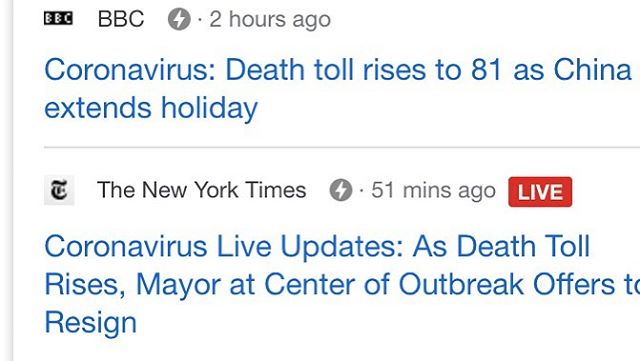 BBC BBC · 2 hours ago
Coronavirus: Death toll rises to 81 as China
extends holiday
T The New York Times · 51 mins ago LIVE
Coronavirus Live Updates: As Death Toll
Rises, Mayor at Center of Outbreak Offers to
Resign